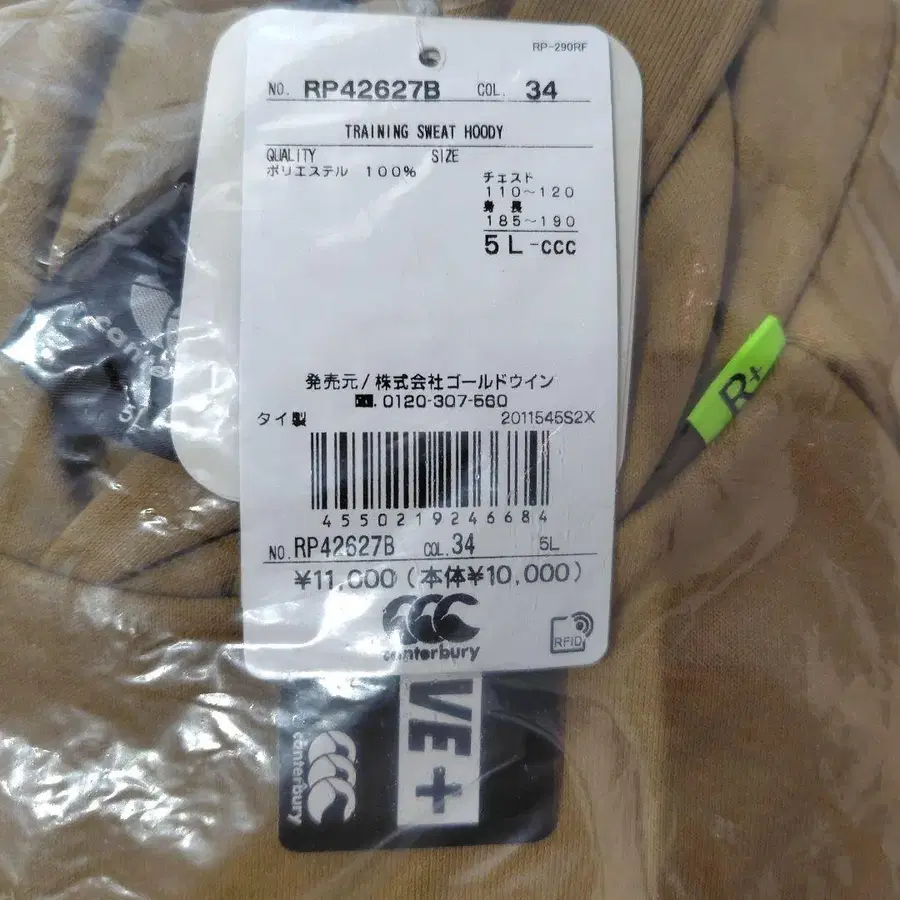 RP-290RF
NO. RP42627B COL. 34
TRAINING SWEAT HOODY
QUALITY SIZE
ポリエステル 100%
チェスト
110~120
身 長
185~190
5L-ccc
発売元/株式会社ゴールドウイン
0120-307-560
タイ製 2011545S2X
4550219246684
NO. RP42627B COL. 34 5L
¥11,000(本体¥10,000)
canterbury
RFID
R+
5L
VE+
canterbury